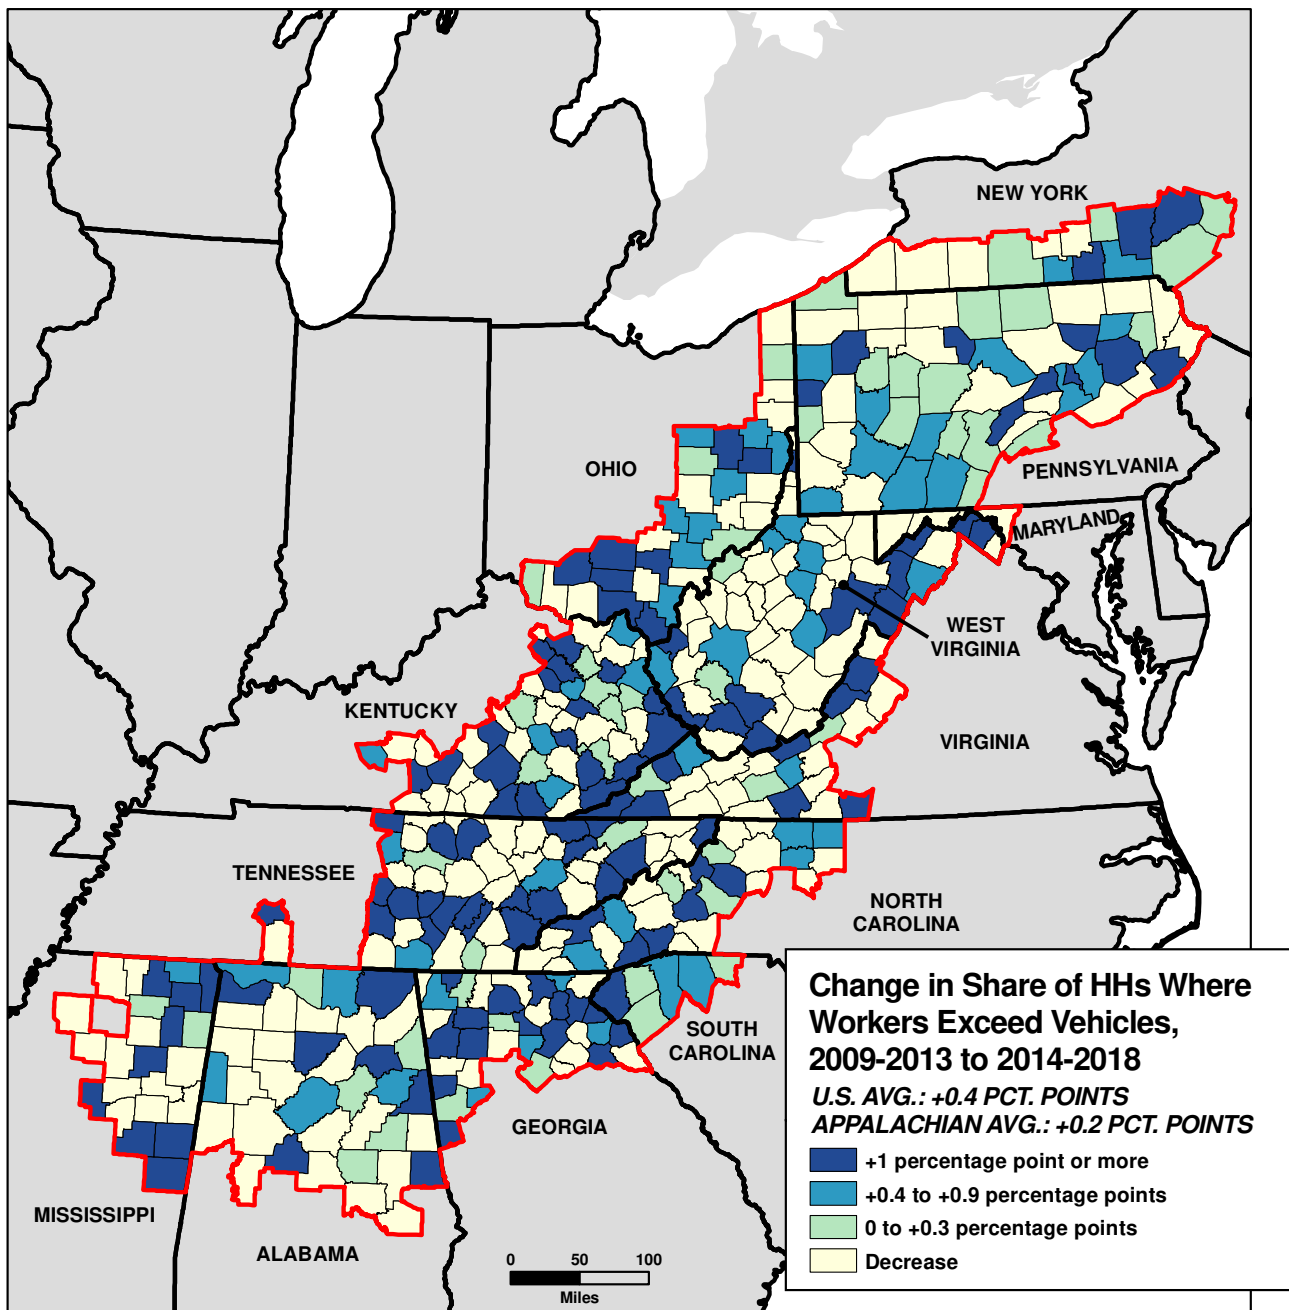 NEW YORK
OHIO
PENNSYLVANIA
MARYLAND
WEST
VIRGINIA
KENTUCKY
VIRGINIA
TENNESSEE
NORTH
CAROLINA
SOUTH
CAROLINA
GEORGIA
MISSISSIPPI
ALABAMA
0 50 100
Miles
Change in Share of HHs Where
Workers Exceed Vehicles,
2009-2013 to 2014-2018
U.S. AVG.: +0.4 PCT. POINTS
APPALACHIAN AVG.: +0.2 PCT. POINTS
+1 percentage point or more
+0.4 to +0.9 percentage points
0 to +0.3 percentage points
Decrease